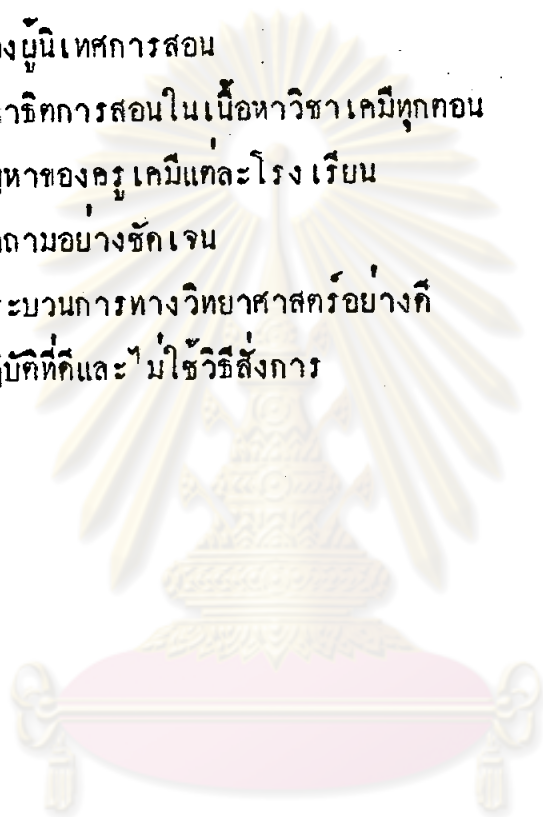 องผู้นิเทศการสอน
าธิตการสอนในเนื้อหาวิชาเคมีทุกตอน
หาของครูเคมีแต่ละโรงเรียน
ถามอย่างชัดเจน
ระบวนการทางวิทยาศาสตร์อย่างดี
บัติที่ดีและไม่ใช้วิธีสั่งการ